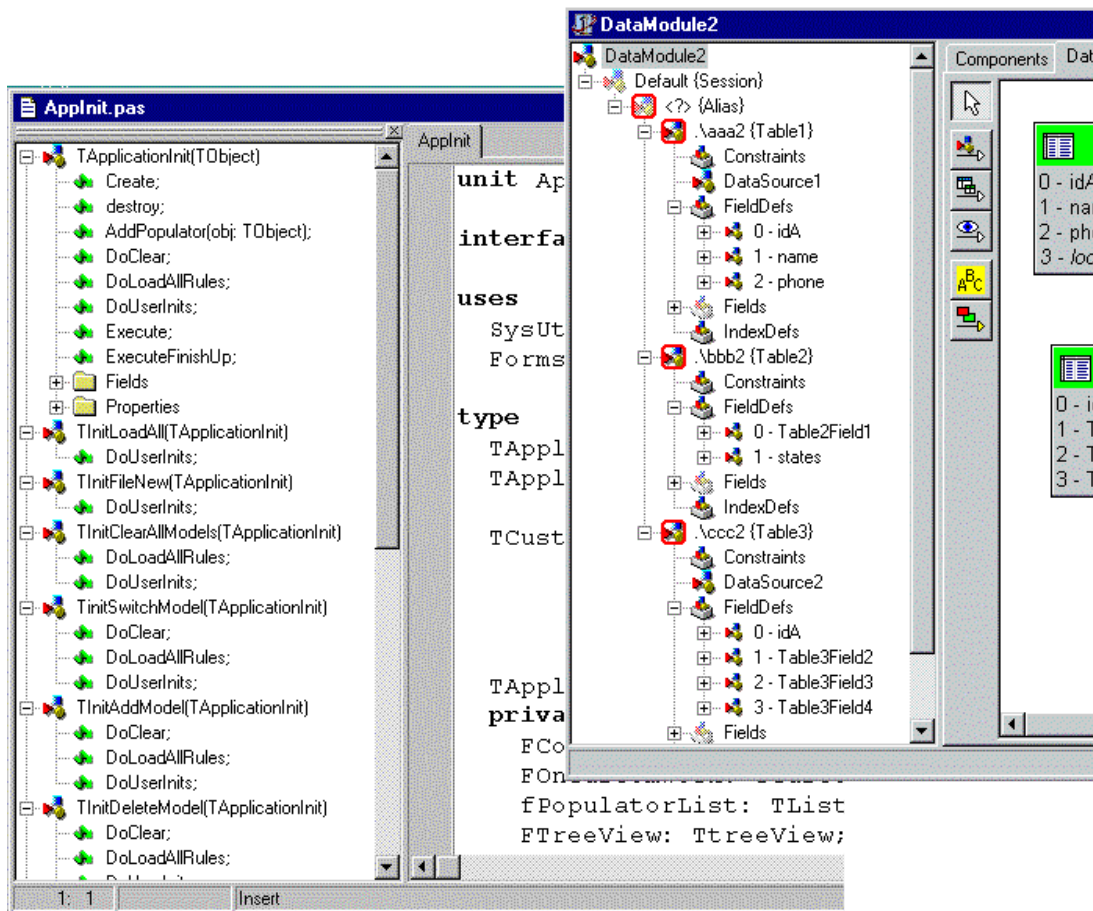 DataModule2
DataModule2
Default {Session}
<?> {Alias}
.\aaa2 {Table1}
Constraints
DataSource1
FieldDefs
0 - idA
1 - name
2 - phone
Fields
IndexDefs
.\bbb2 {Table2}
Constraints
FieldDefs
0 - Table2Field1
1 - states
Fields
IndexDefs
.\ccc2 {Table3}
Constraints
DataSource2
FieldDefs
0 - idA
1 - Table3Field2
2 - Table3Field3
3 - Table3Field4
Fields
Components
Dat
A B C
0 - idA
1 - nar
2 - pho
3 - loc
0 - i
1 - T
2 - T
3 - T
AppInit.pas
TApplicationInit(TObject)
Create;
destroy;
AddPopulator(obj: TObject);
DoClear;
DoLoadAllRules;
DoUserInits;
Execute;
ExecuteFinishUp;
Fields
Properties
TInitLoadAll(TApplicationInit)
DoUserInits;
TInitFileNew(TApplicationInit)
DoUserInits;
TInitClearAllModels(TApplicationInit)
DoLoadAllRules;
DoUserInits;
TinitSwitchModel(TApplicationInit)
DoClear;
DoLoadAllRules;
DoUserInits;
TInitAddModel(TApplicationInit)
DoClear;
DoLoadAllRules;
DoUserInits;
TInitDeleteModel(TApplicationInit)
DoClear;
DoLoadAllRules;
AppInit
unit Ap
interfa
uses
SysUt
Forms
type
TAppl
TAppl
TCust
TAppl
priva
FCo
fPopulatorList: TList
FTreeView: TtreeView;
1: 1
Insert